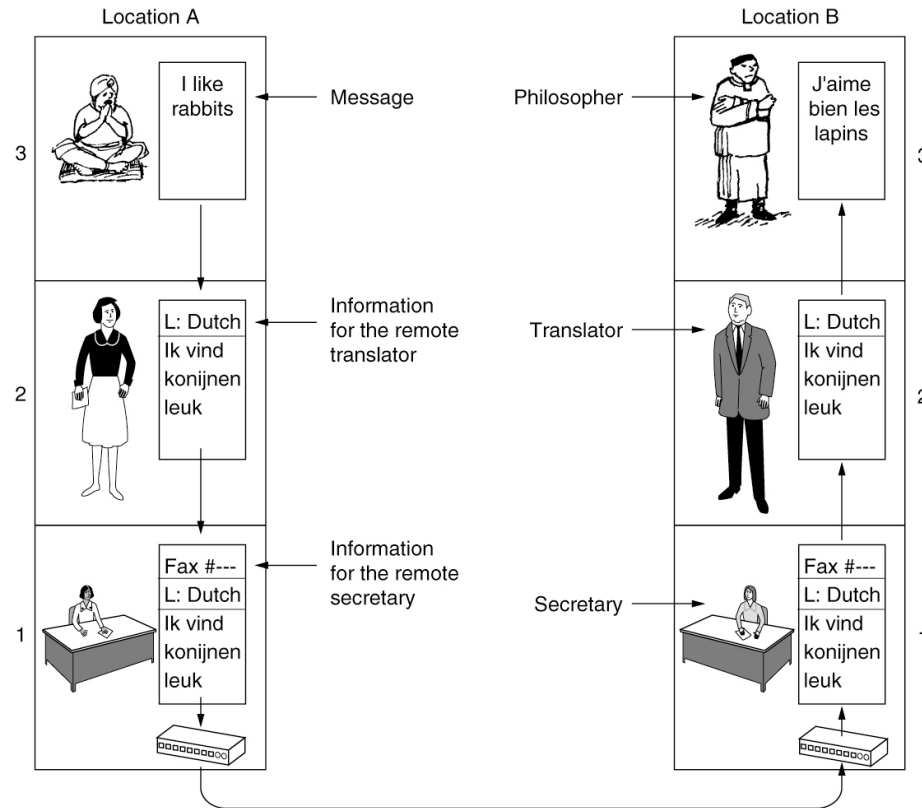 Location A
Location B
I like
rabbits
Message
Philosopher
J'aime
bien les
lapins
3
3
L: Dutch
Ik vind
konijnen
leuk
Information
for the remote
translator
Translator
L: Dutch
Ik vind
konijnen
leuk
2
2
Fax #---
L: Dutch
Ik vind
konijnen
leuk
Information
for the remote
secretary
Secretary
Fax #---
L: Dutch
Ik vind
konijnen
leuk
1